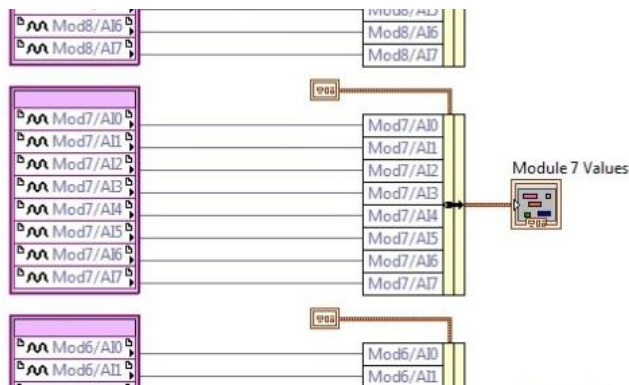 Mod8/AI5
Mod8/AI6 Mod8/AI6
Mod8/AI7 Mod8/AI7
Mod7/AI0 Mod7/AI0
Mod7/AI1 Mod7/AI1
Mod7/AI2 Mod7/AI2
Module 7 Values
Mod7/AI3 Mod7/AI3
Mod7/AI4 Mod7/AI4
Mod7/AI5 Mod7/AI5
Mod7/AI6 Mod7/AI6
Mod7/AI7 Mod7/AI7
Mod6/AI0 Mod6/AI0
Mod6/AI1 Mod6/AI1